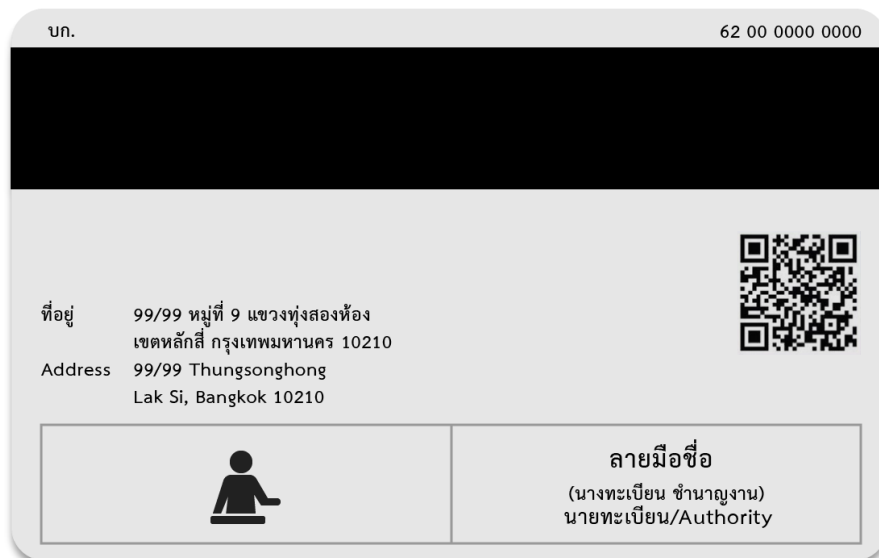 บก. 62 00 0000 0000
ที่อยู่ 99/99 หมู่ที่ 9 แขวงทุ่งสองห้อง
เขตหลักสี่ กรุงเทพมหานคร 10210
Address 99/99 Thungsonghong
Lak Si, Bangkok 10210
ลายมือชื่อ
(นางทะเบียน ชำนาญงาน)
นายทะเบียน/Authority